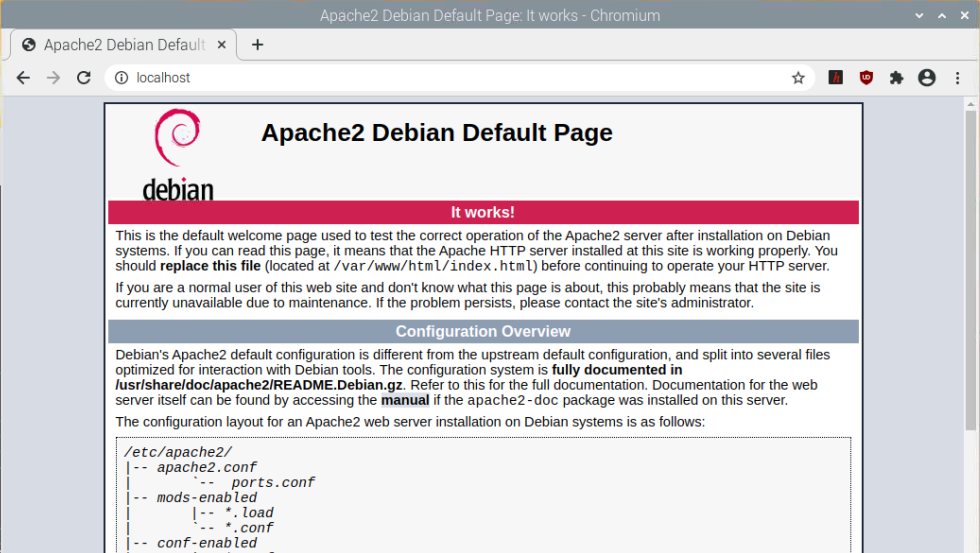 Apache2 Debian Default Page: It works - Chromium
Apache2 Debian Default
localhost
debian
Apache2 Debian Default Page
It works!
This is the default welcome page used to test the correct operation of the Apache2 server after installation on Debian
systems. If you can read this page, it means that the Apache HTTP server installed at this site is working properly. You
should replace this file (located at /var/www/html/index.html) before continuing to operate your HTTP server.
If you are a normal user of this web site and don't know what this page is about, this probably means that the site is
currently unavailable due to maintenance. If the problem persists, please contact the site's administrator.
Configuration Overview
Debian's Apache2 default configuration is different from the upstream default configuration, and split into several files
optimized for interaction with Debian tools. The configuration system is fully documented in
/usr/share/doc/apache2/README.Debian.gz. Refer to this for the full documentation. Documentation for the web
server itself can be found by accessing the manual if the apache2-doc package was installed on this server.
The configuration layout for an Apache2 web server installation on Debian systems is as follows:
/etc/apache2/
|-- apache2.conf
|       `--  ports.conf
|-- mods-enabled
|       |-- *.load
|       `-- *.conf
|-- conf-enabled